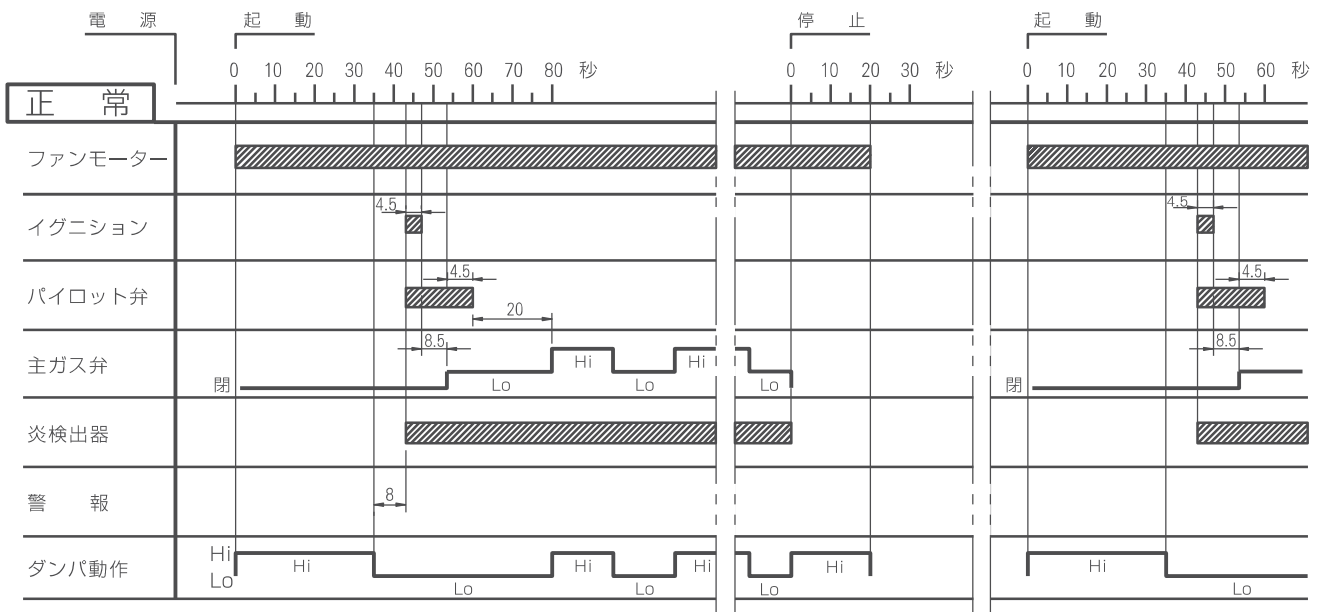 電 源
起 動
停 止
起 動
0 10 20 30 40 50 60 70 80 秒
0 10 20 30 秒
0 10 20 30 40 50 60 秒
正 常
ファンモーター
イグニション
4.5
4.5
パイロット弁
4.5
20
4.5
主ガス弁
閉
8.5
Lo
Hi
Lo
Hi
Lo
閉
8.5
炎検出器
警 報
8
ダンパ動作
Hi
Lo
Hi
Lo
Hi
Lo
Hi
Lo
Hi
Hi
Lo